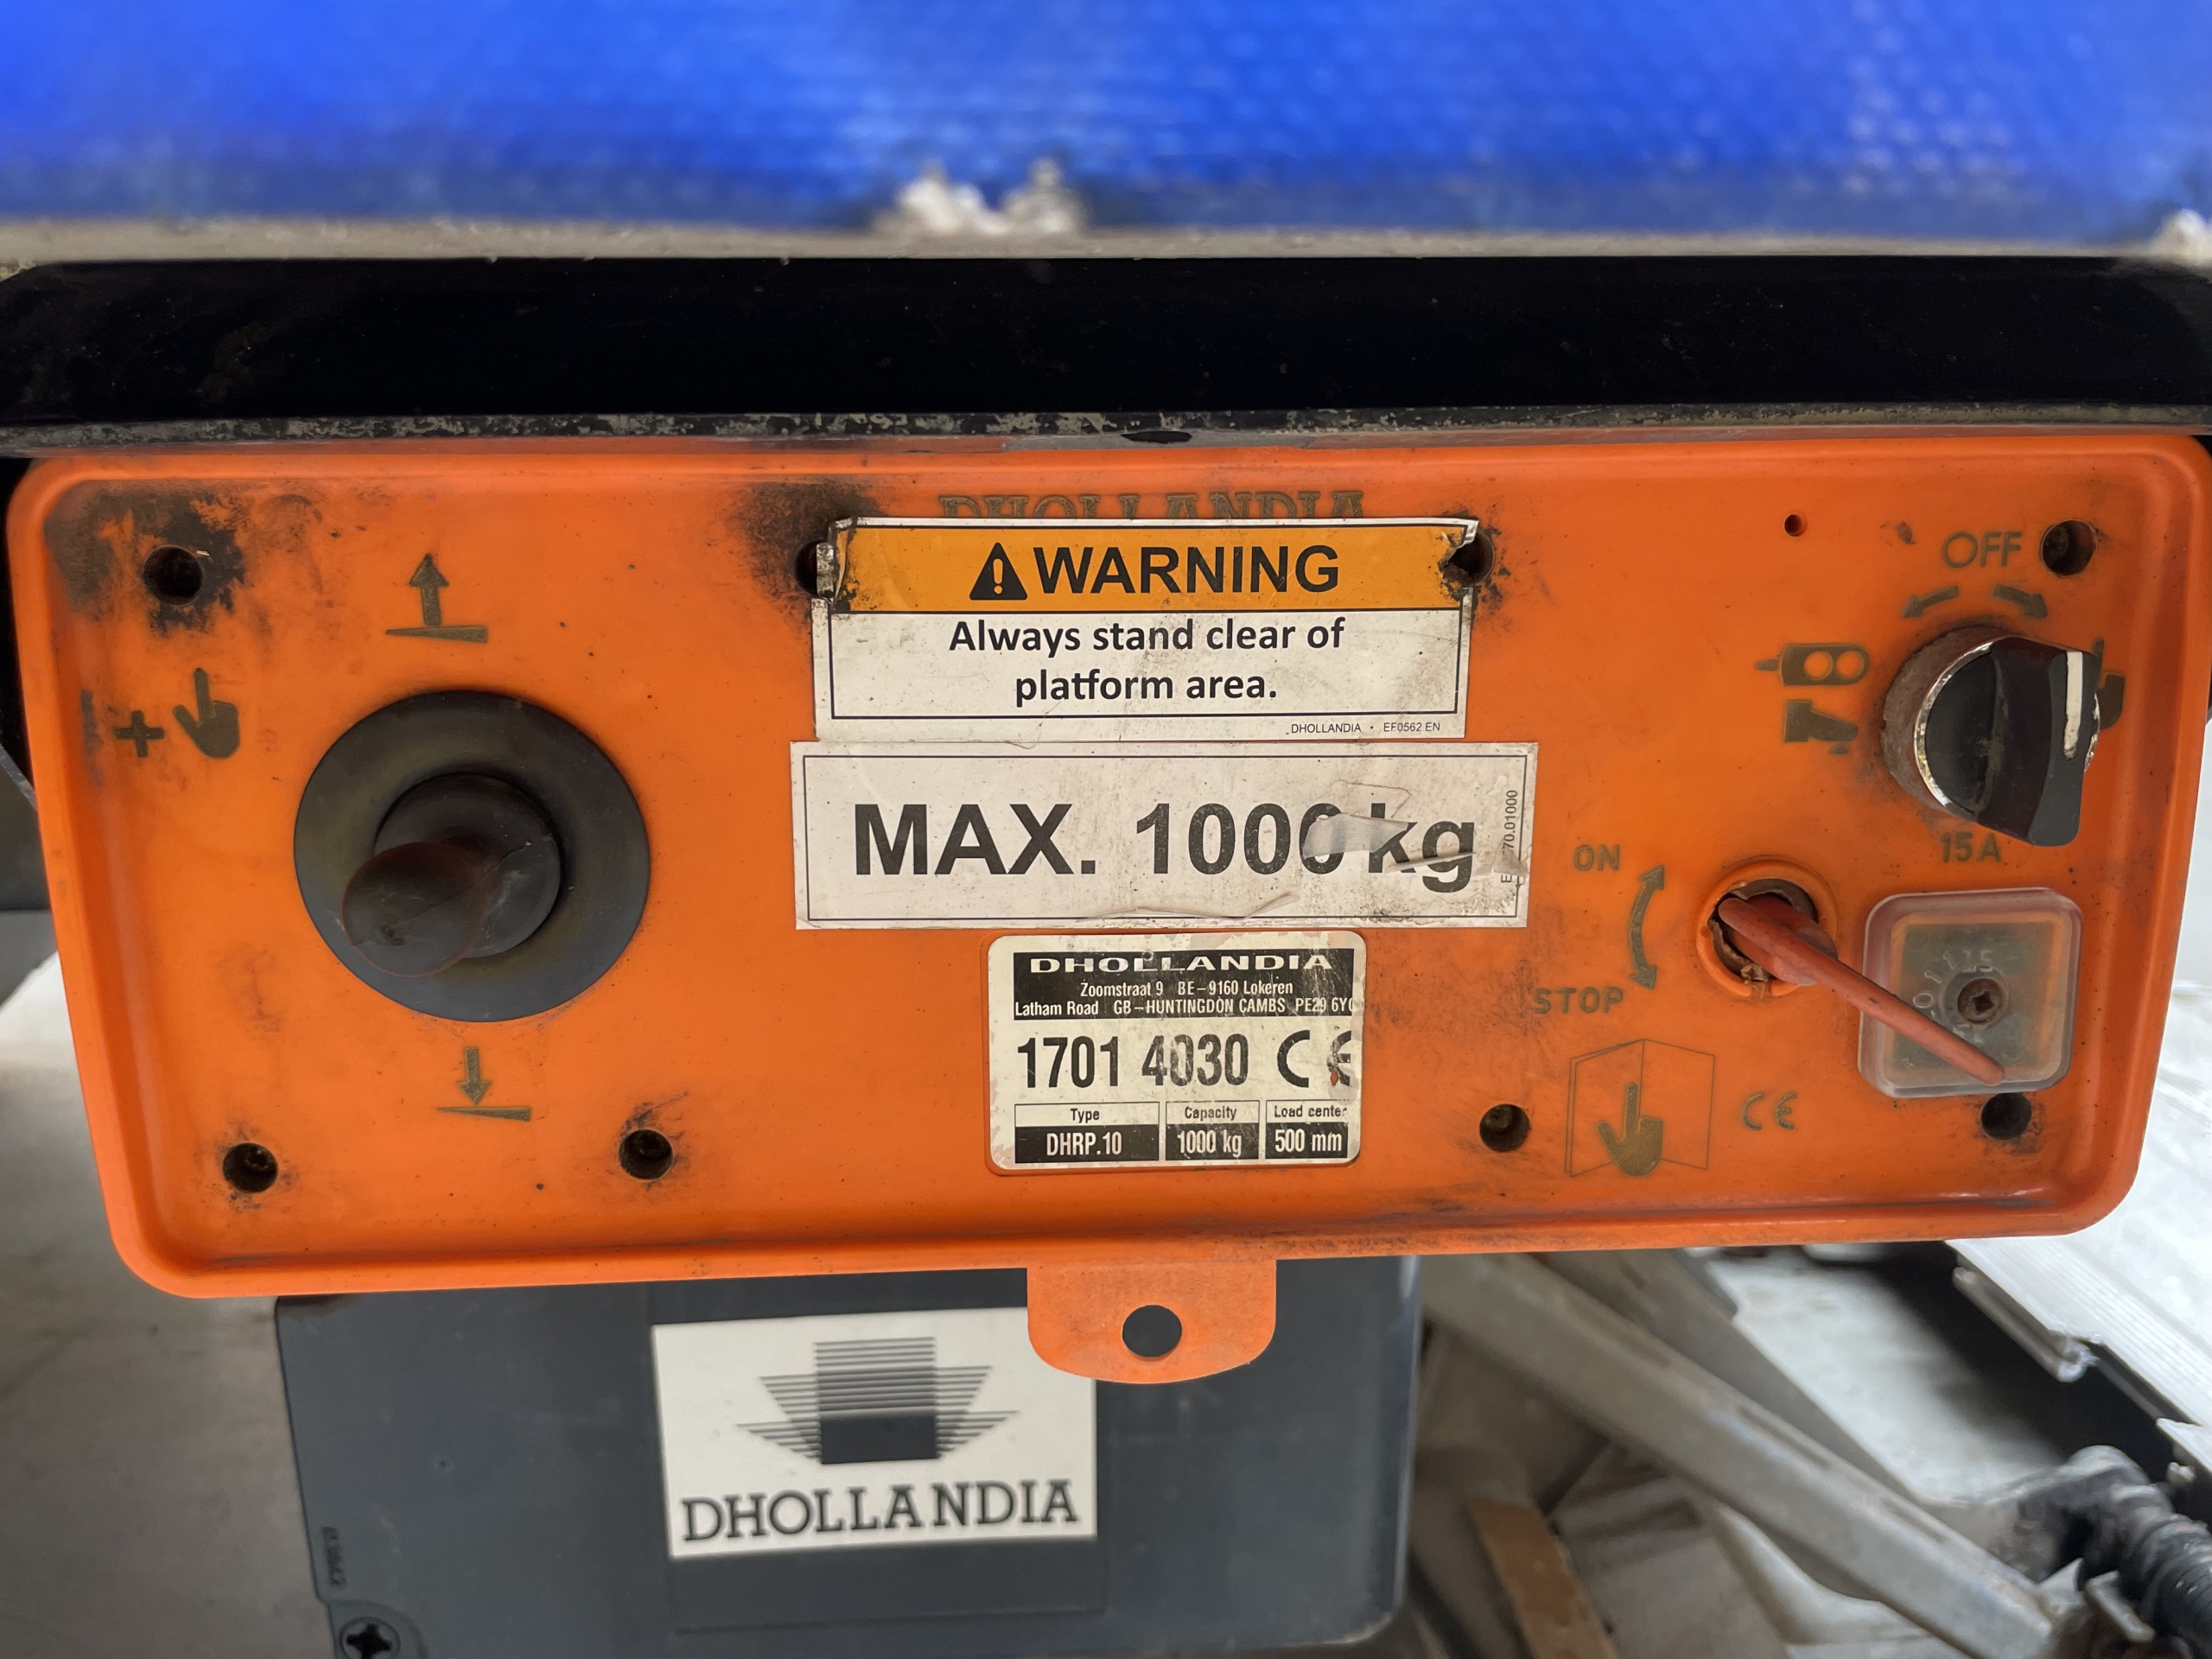 DHOLLANDIA
WARNING
Always stand clear of
platform area.
DHOLLANDIA • EF0562 EN
MAX. 1000 kg
OFF
15A
ON
STOP
DHOLLANDIA
Zoomstraat 9 BE-9160 Lokeren
Latham Road GB-HUNTINGDON CAMBS PE29
1701 4030 CE
Type Capacity Load center
DHRP.10 1000 kg 500 mm
CE
DHOLLANDIA